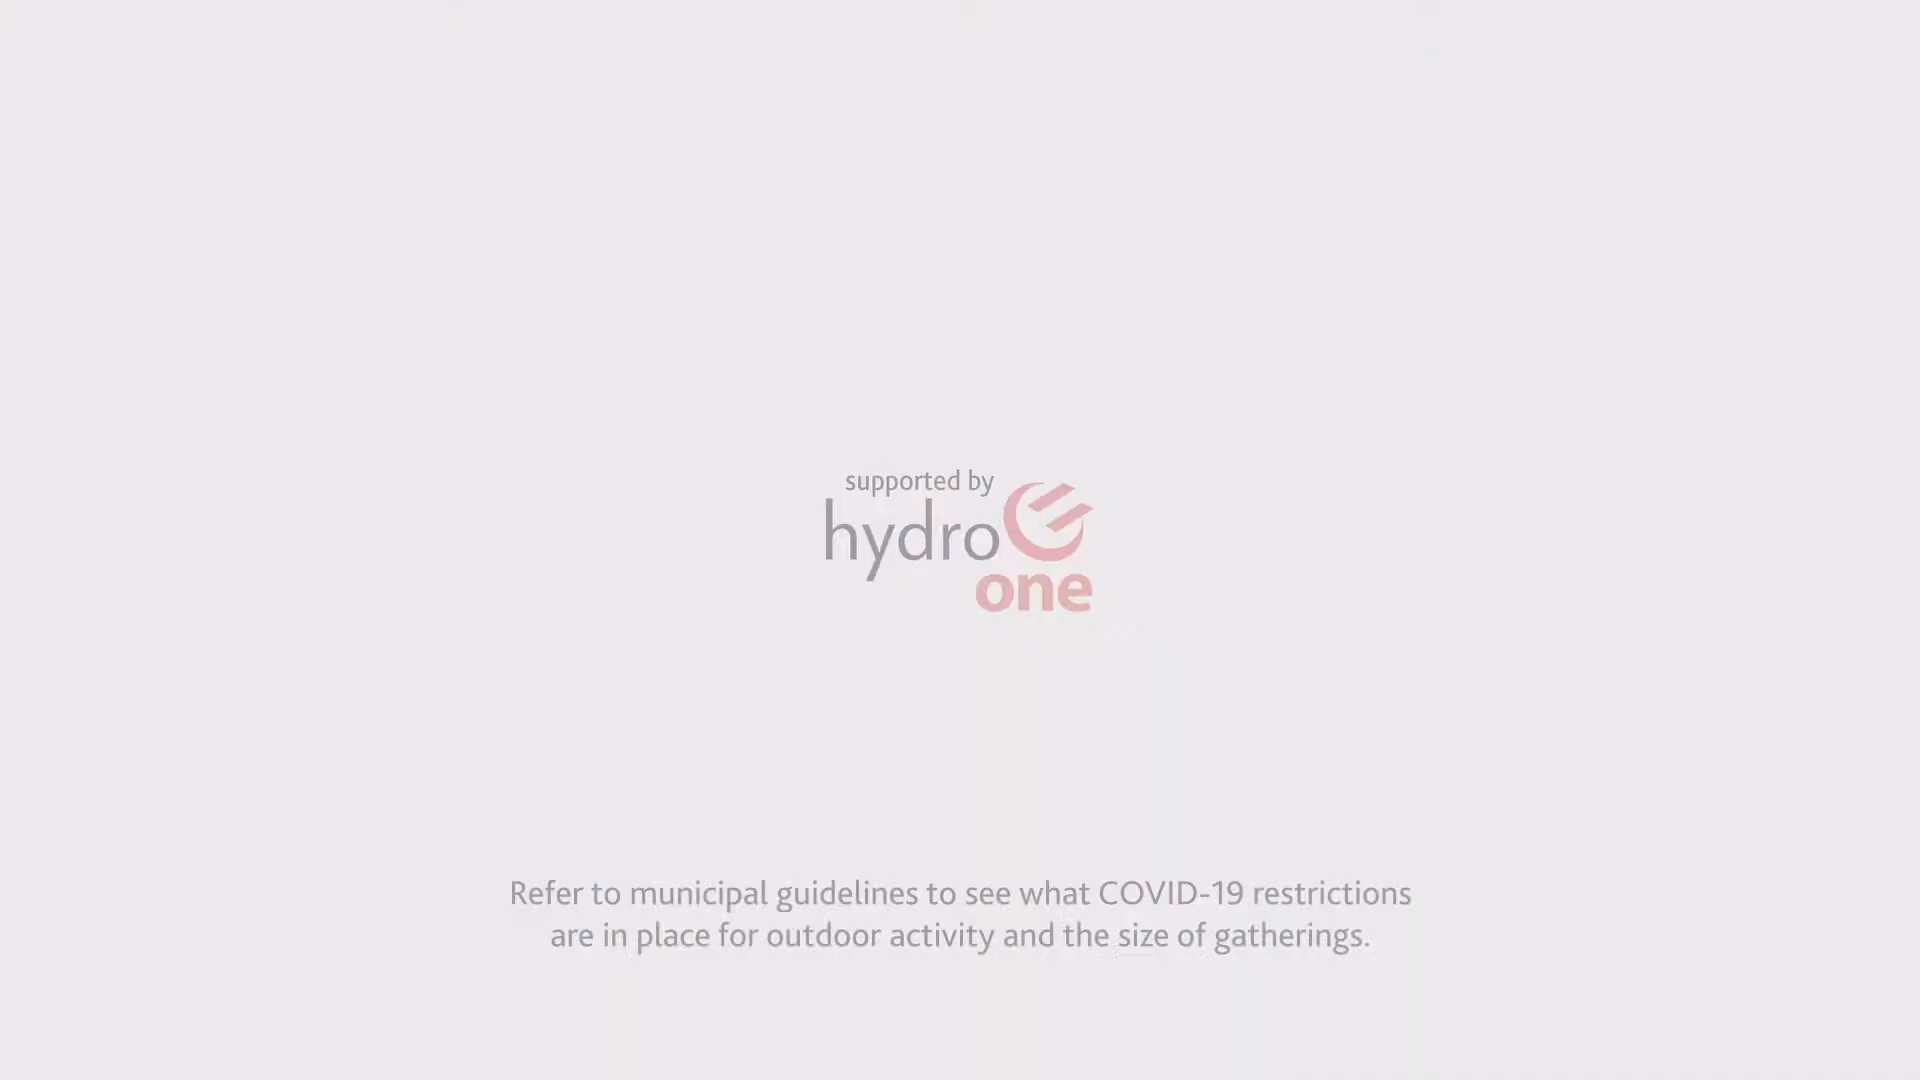 supported by
hydro
one
Refer to municipal guidelines to see what COVID-19 restrictions
are in place for outdoor activity and the size of gatherings.